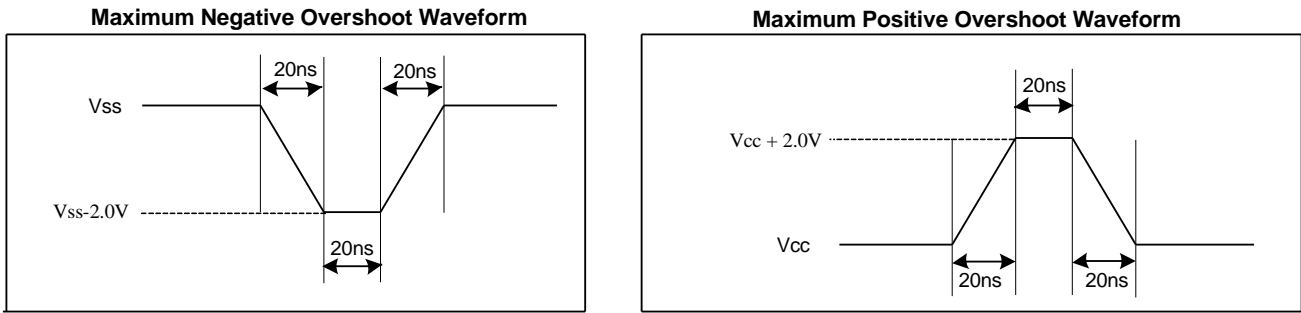 Maximum Negative Overshoot Waveform
20ns
20ns
Vss
Vss-2.0V
20ns
Maximum Positive Overshoot Waveform
20ns
Vcc + 2.0V
Vcc
20ns
20ns